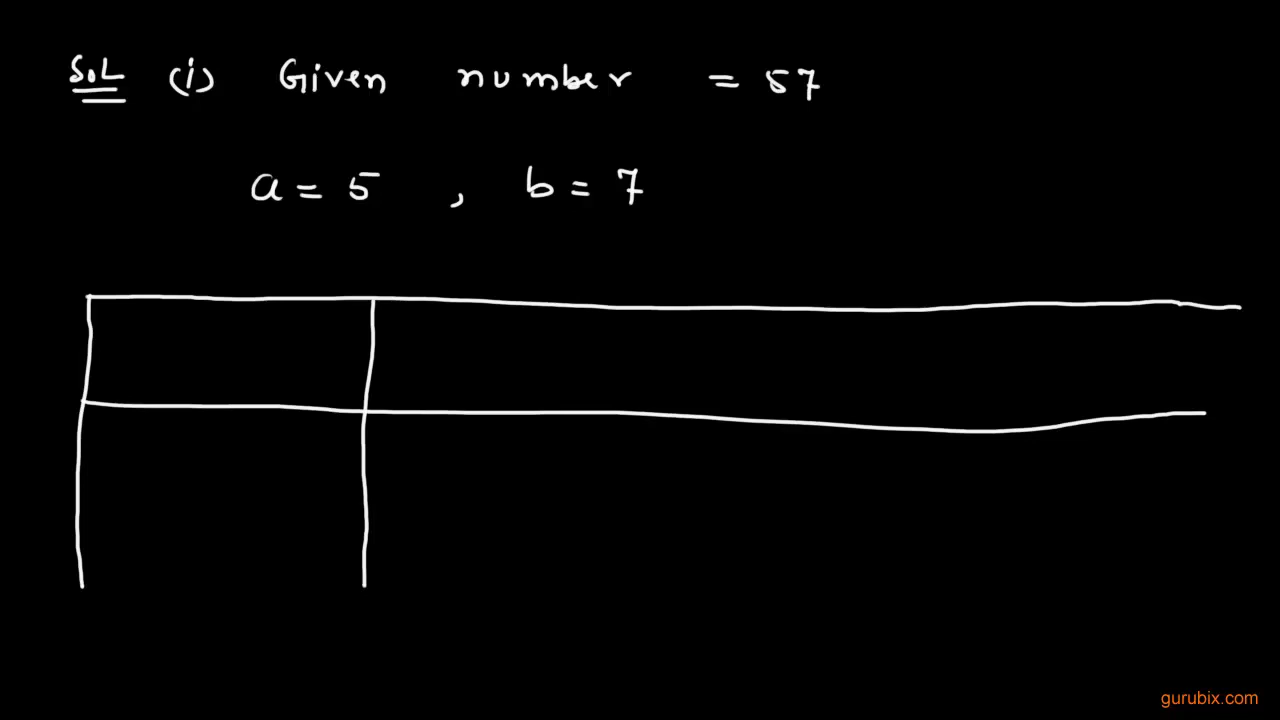 Sol (i) Given number = 57
a = 5 , b = 7
gurubix.com